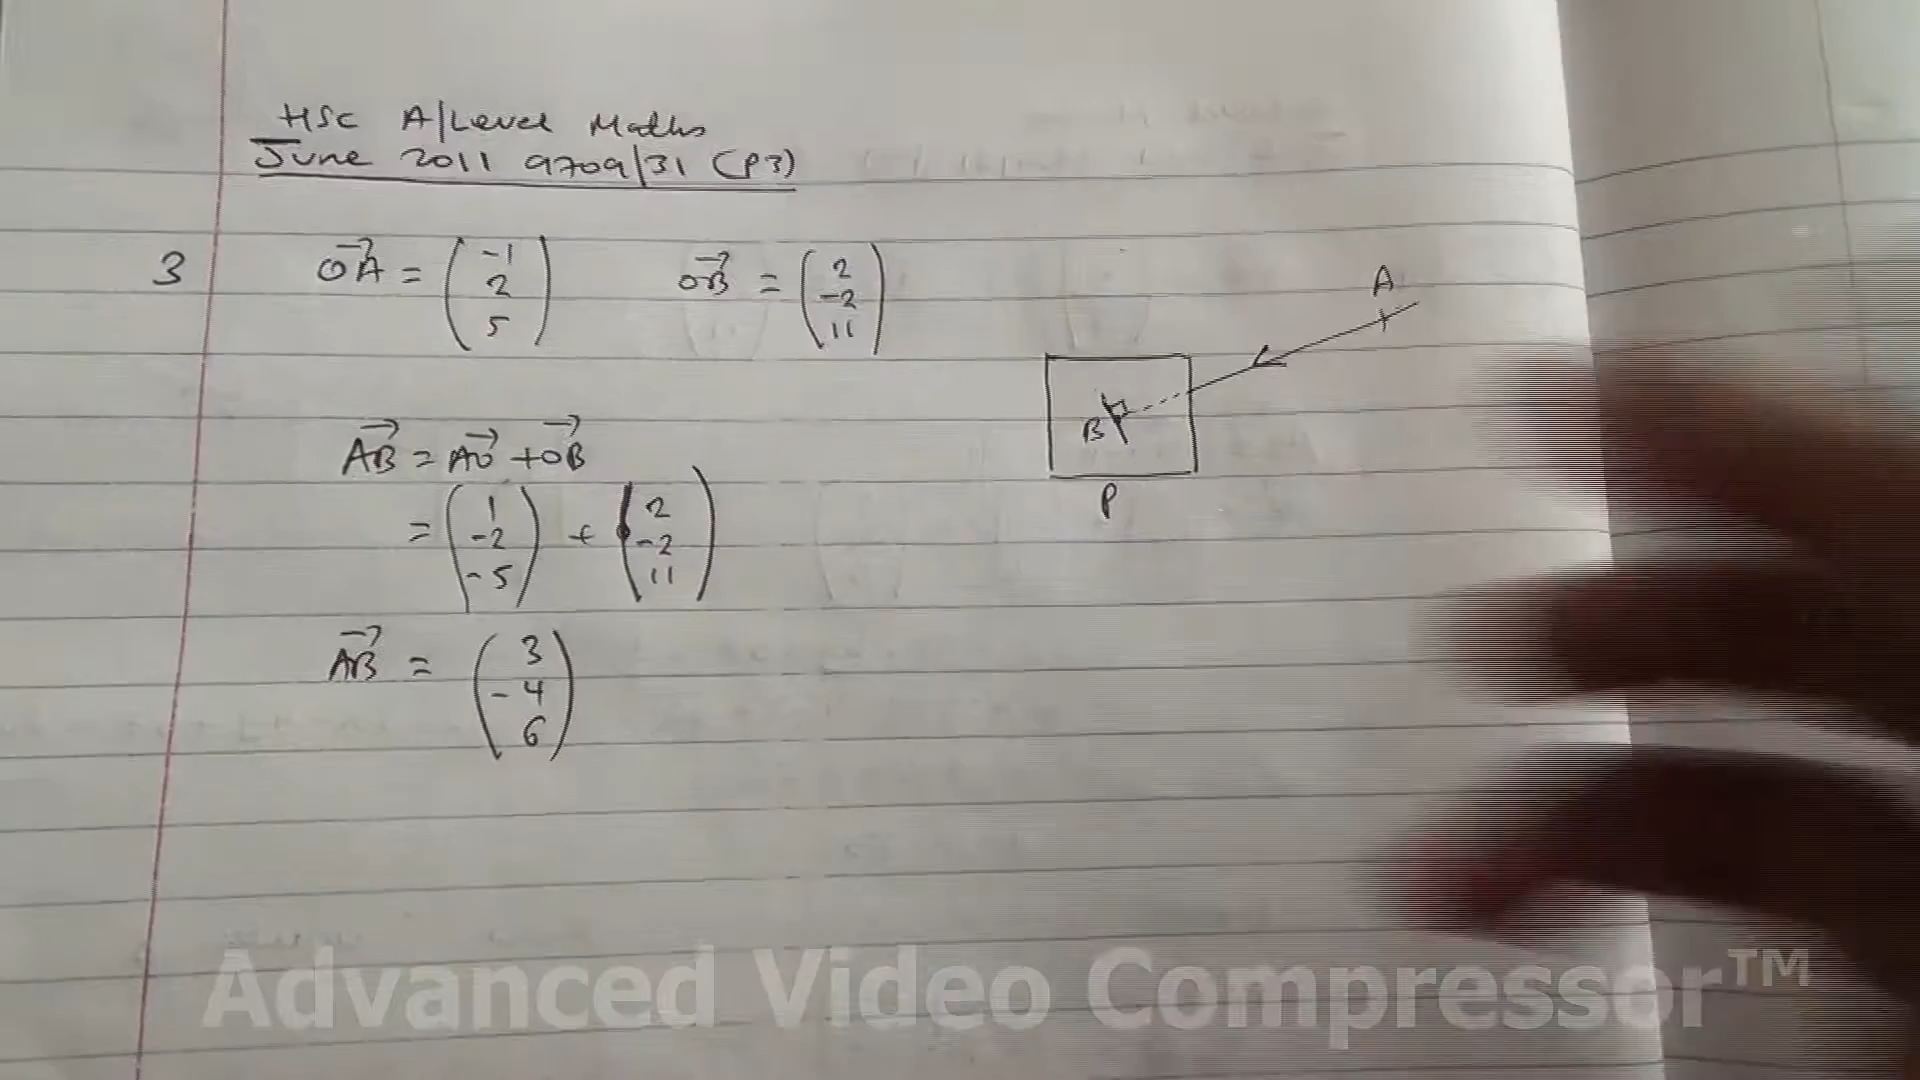 HSC A/Level Maths
June 2011 9709/31 (P3)
3 OA→ = (-1 2 5) OB→ = (2 -2 11)
A
B
P
AB→ = AO→ + OB→
= (1 -2 -5) + (2 -2 11)
AB→ = (3 -4 6)
Advanced Video Compressor™